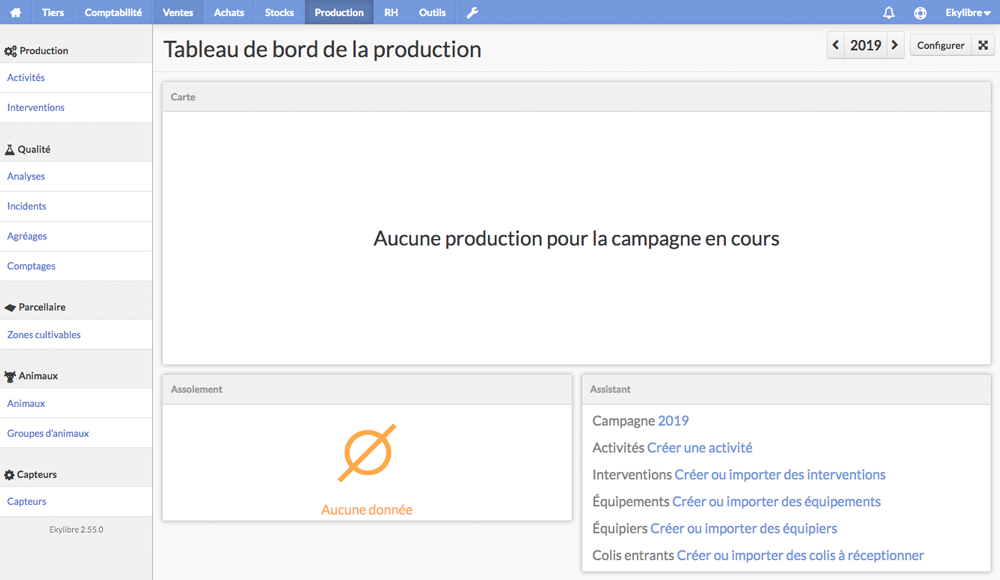 Tiers Comptabilité Ventes Achats Stocks Production RH Outils Ekylibre
Production
Activités
Interventions
Qualité
Analyses
Incidents
Agréages
Comptages
Parcellaire
Zones cultivables
Animaux
Animaux
Groupes d'animaux
Capteurs
Capteurs
Ekylibre 2.55.0
Tableau de bord de la production
2019
Configurer
Carte
Aucune production pour la campagne en cours
Assolement
Aucune donnée
Assistant
Campagne 2019
Activités Créer une activité
Interventions Créer ou importer des interventions
Équipements Créer ou importer des équipements
Équipiers Créer ou importer des équipiers
Colis entrants Créer ou importer des colis à réceptionner